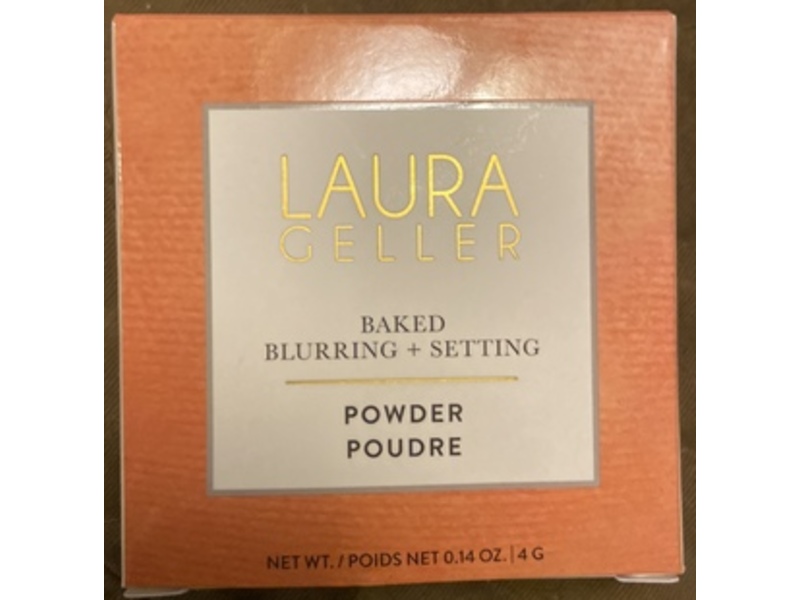 LAURA
GELLER
BAKED
BLURRING + SETTING
POWDER
POUDRE
NET WT. / POIDS NET 0.14 OZ. | 4 G